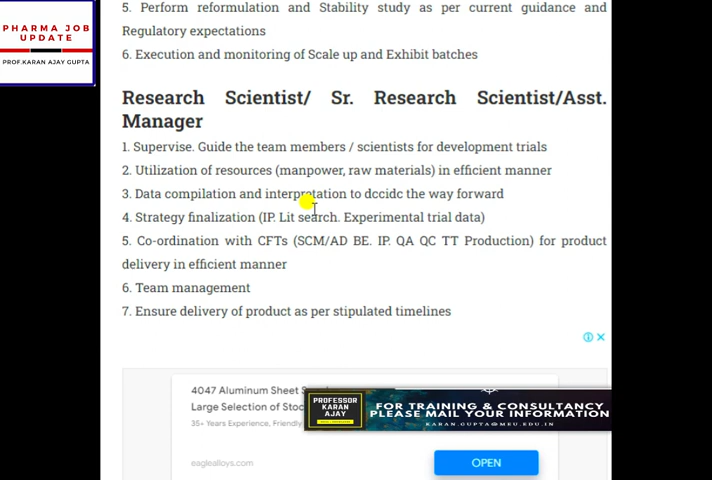 PHARMA JOB
UPDATE
PROF.KARAN AJAY GUPTA
5. Perform reformulation and Stability study as per current guidance and
Regulatory expectations
6. Execution and monitoring of Scale up and Exhibit batches
Research Scientist/ Sr. Research Scientist/Asst.
Manager
1. Supervise. Guide the team members / scientists for development trials
2. Utilization of resources (manpower, raw materials) in efficient manner
3. Data compilation and interpretation to dccidc the way forward
4. Strategy finalization (IP. Lit search. Experimental trial data)
5. Co-ordination with CFTs (SCM/AD BE. IP. QA QC TT Production) for product
delivery in efficient manner
6. Team management
7. Ensure delivery of product as per stipulated timelines
4047 Aluminum Sheet
Large Selection of
35+ Years Experience, Friendly
PROFESSOR
KARAN
AJAY
FOR TRAINING & CONSULTANCY
PLEASE MAIL YOUR INFORMATION
KARAN.GUPTA@MEU.EDU.IN
eaglealloys.com
OPEN